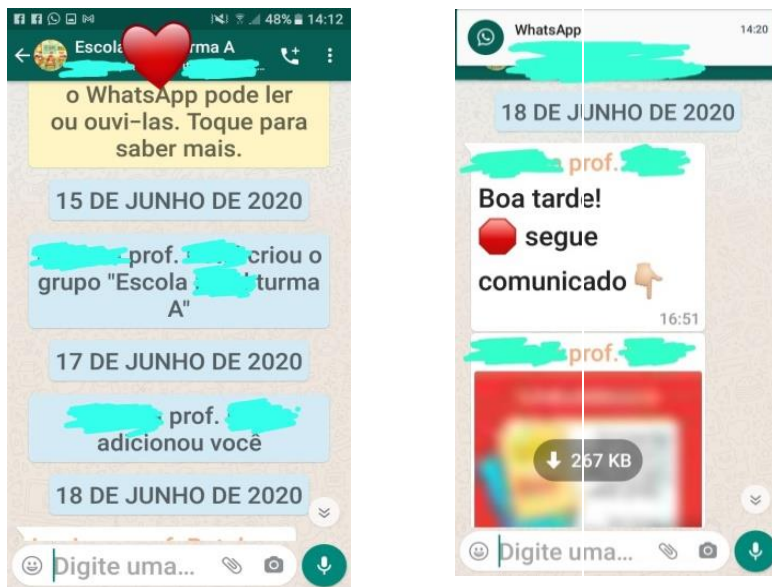 48% 14:12
Escola rma A
o WhatsApp pode ler
ou ouvi-las. Toque para
saber mais.
15 DE JUNHO DE 2020
prof. criou o
grupo "Escola turma
A"
17 DE JUNHO DE 2020
prof.
adicionou você
18 DE JUNHO DE 2020
Digite uma...
WhatsApp 14:20
18 DE JUNHO DE 2020
prof.
Boa tarde!
segue
comunicado
16:51
prof.
267 KB
Digite uma...